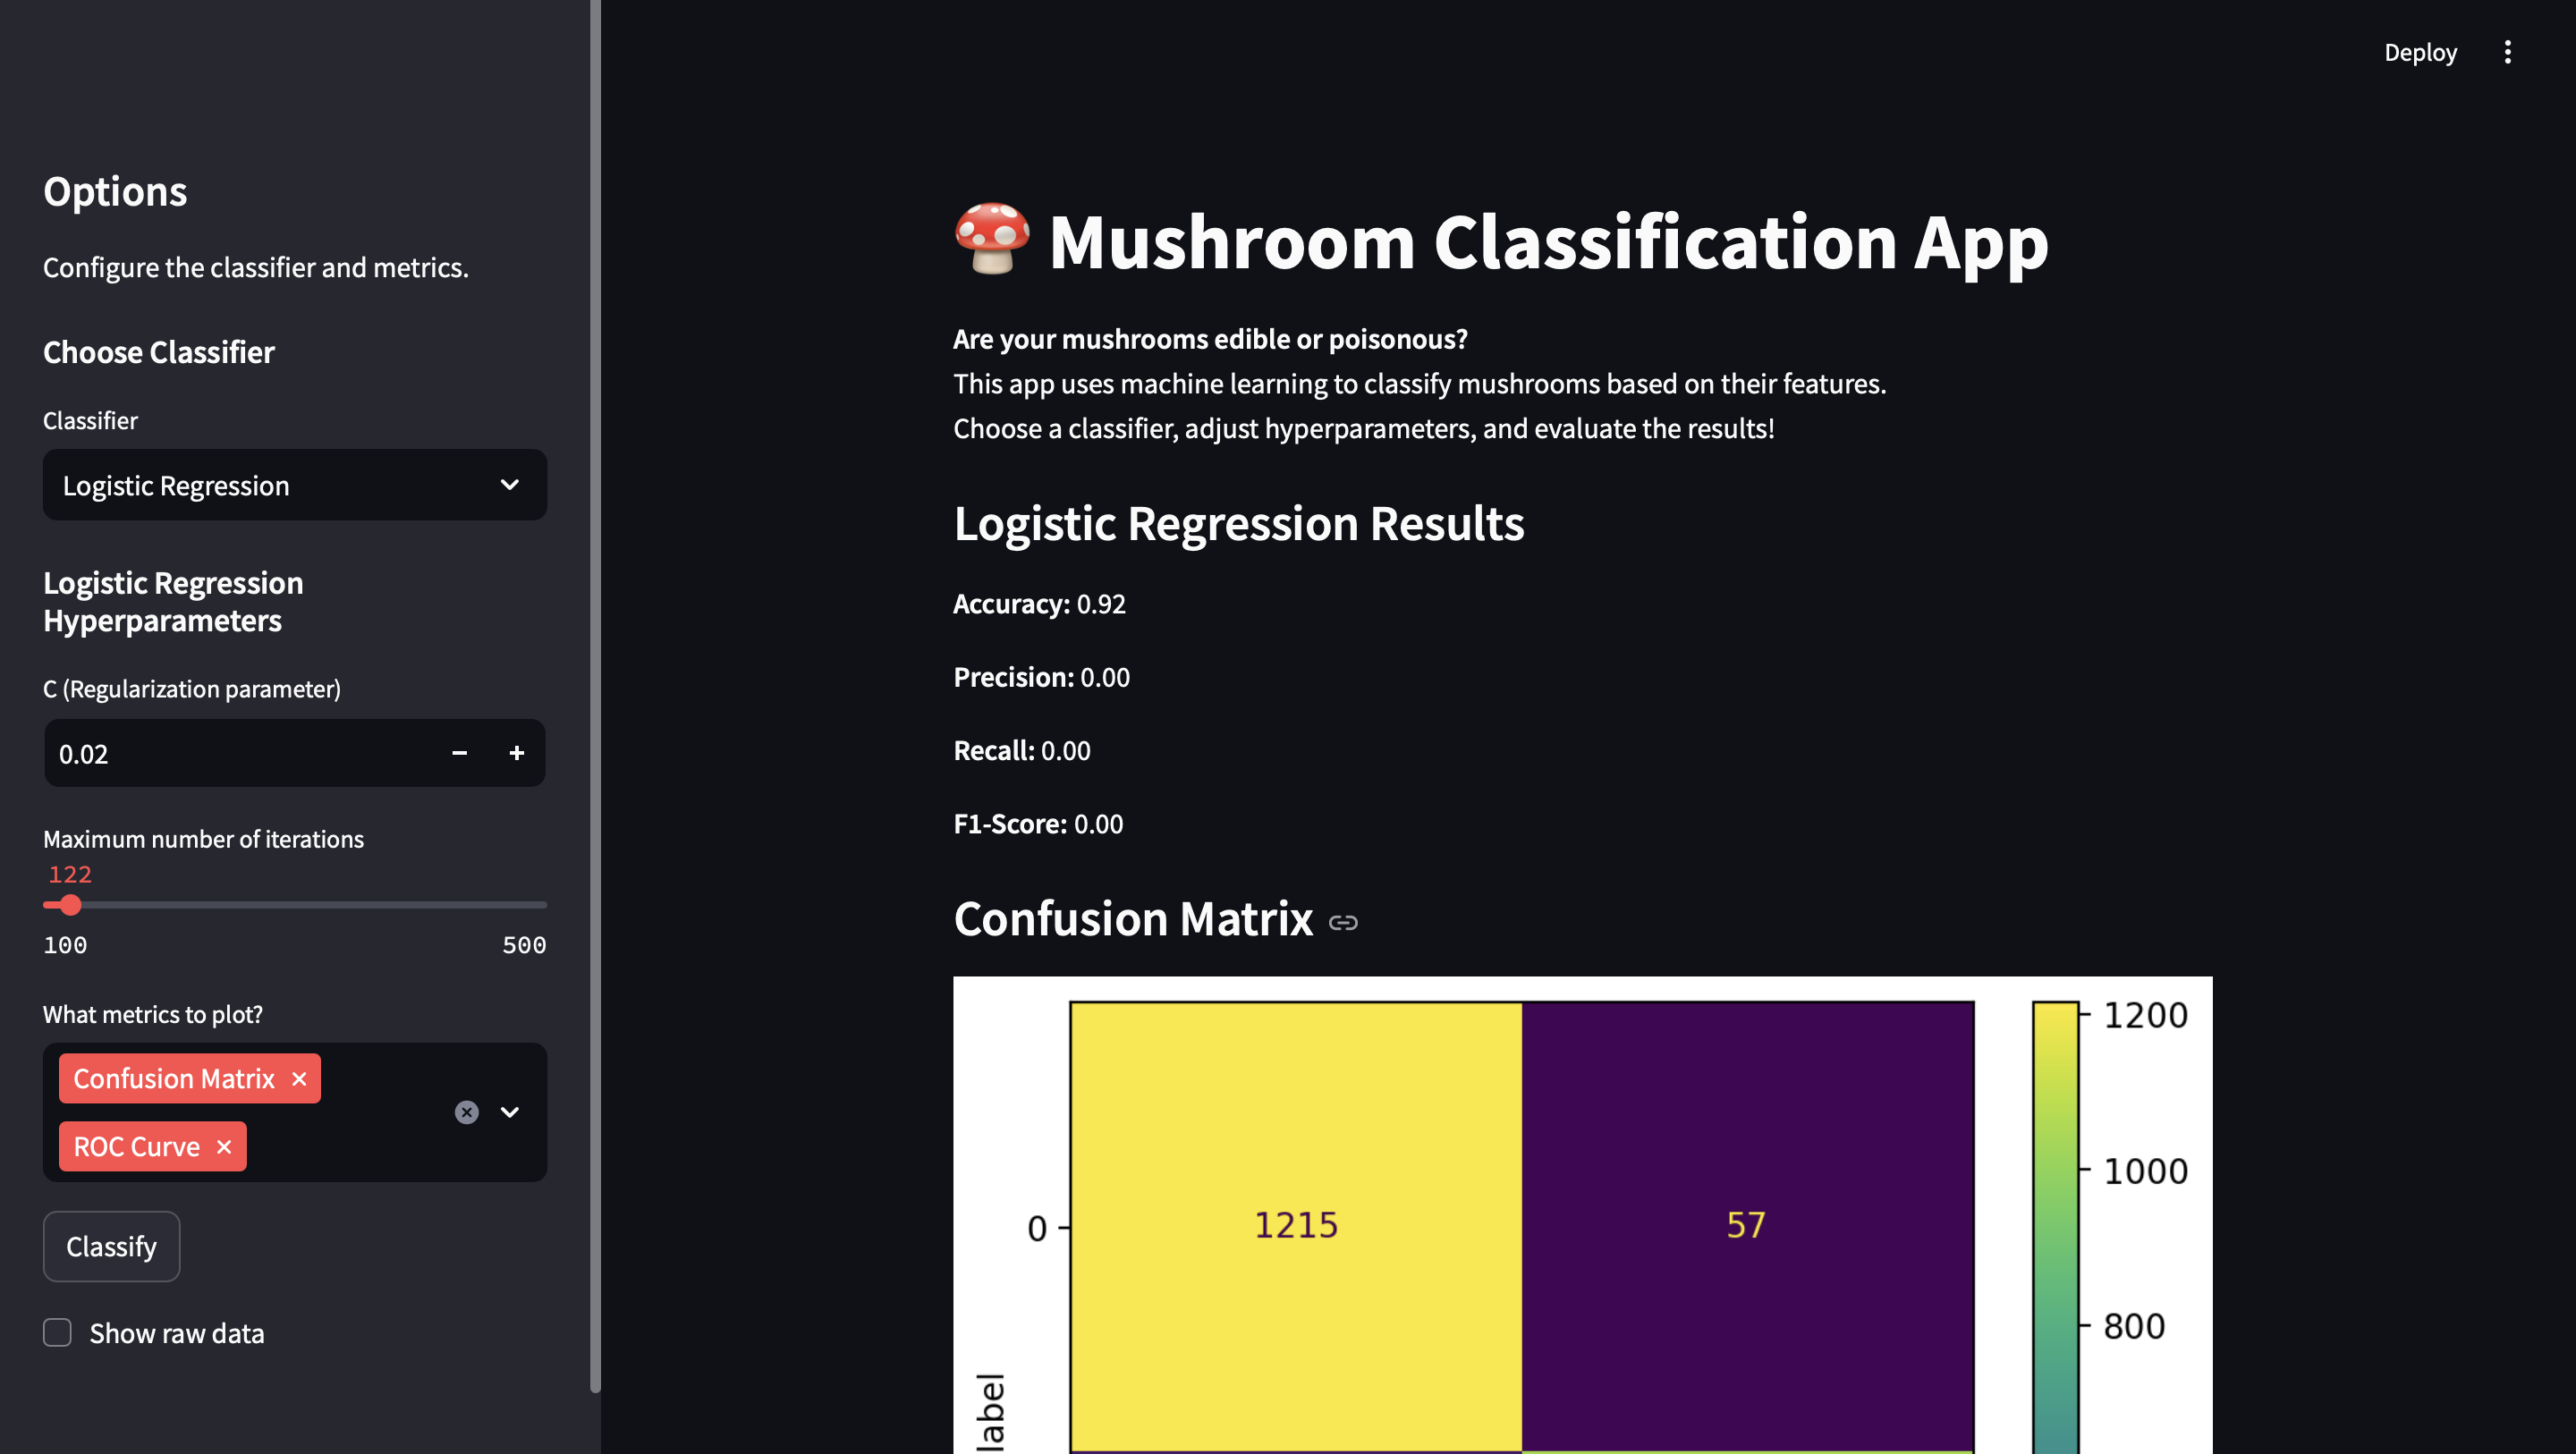 Deploy
Options
Configure the classifier and metrics.
Choose Classifier
Classifier
Logistic Regression
Logistic Regression
Hyperparameters
C (Regularization parameter)
0.02
Maximum number of iterations
122
100 500
What metrics to plot?
Confusion Matrix
ROC Curve
Classify
Show raw data
Mushroom Classification App
Are your mushrooms edible or poisonous?
This app uses machine learning to classify mushrooms based on their features.
Choose a classifier, adjust hyperparameters, and evaluate the results!
Logistic Regression Results
Accuracy: 0.92
Precision: 0.00
Recall: 0.00
F1-Score: 0.00
Confusion Matrix
0
1215 57
label
1200
1000
800